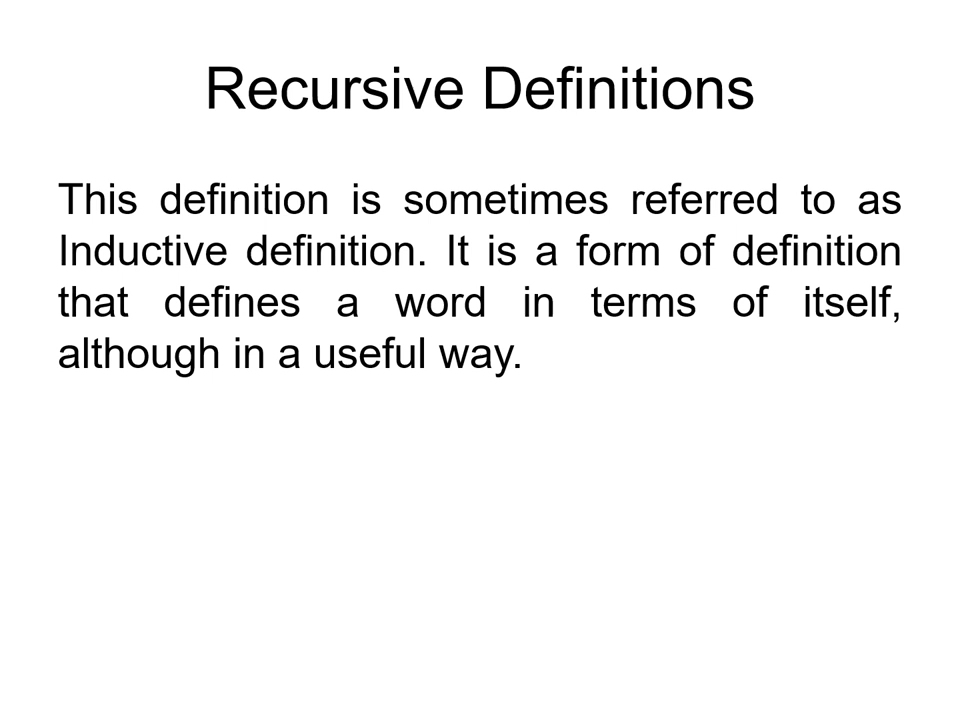 Recursive Definitions
This definition is sometimes referred to as
Inductive definition. It is a form of definition
that defines a word in terms of itself,
although in a useful way.